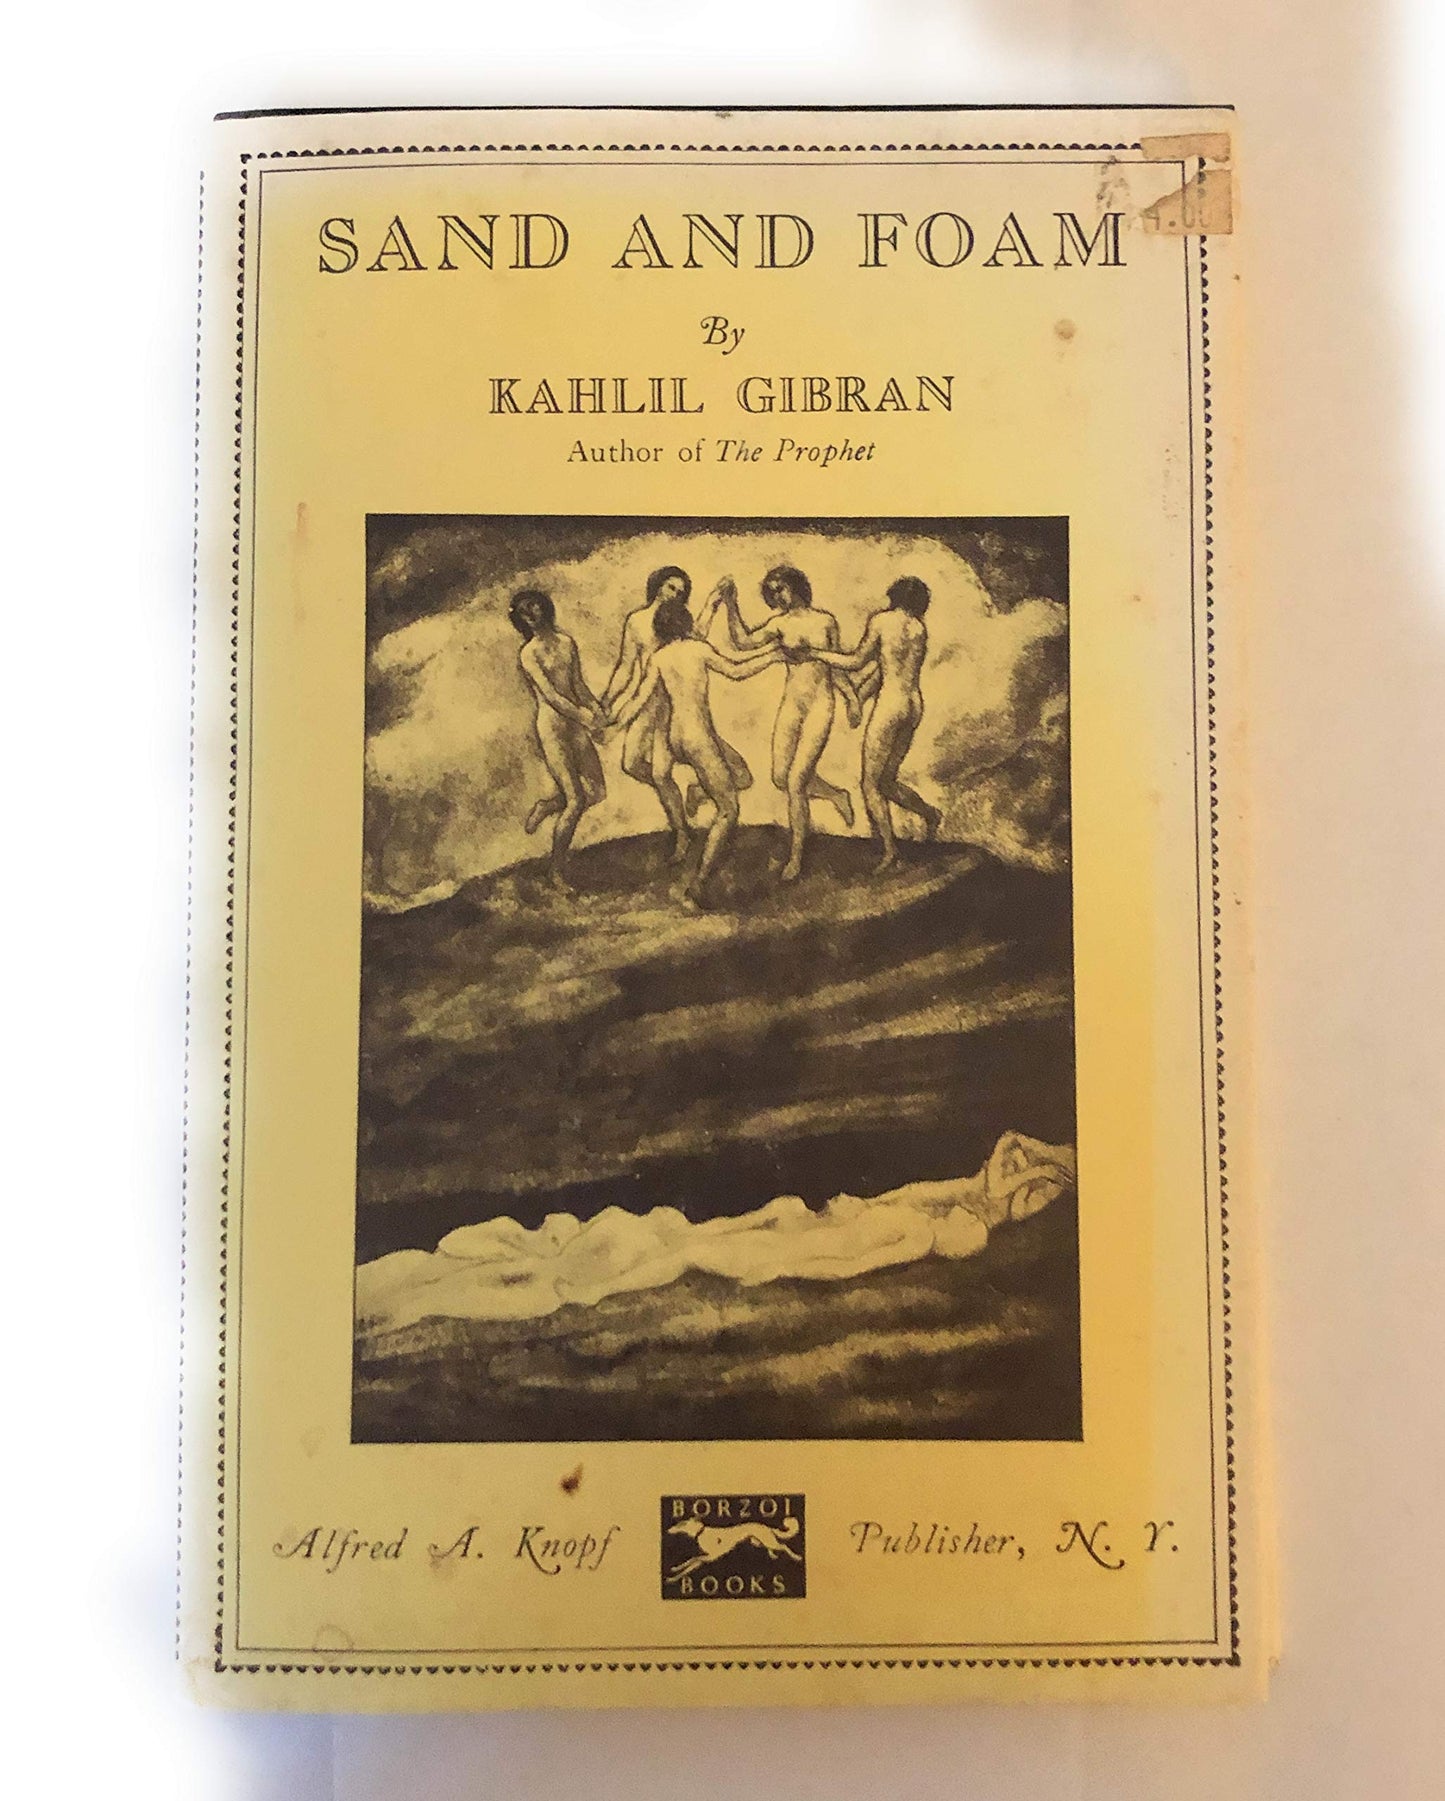 SAND AND FOAM
By
KAHLIL GIBRAN
Author of The Prophet
Alfred A. Knopf
BORZOI
BOOKS
Publisher, N. Y.